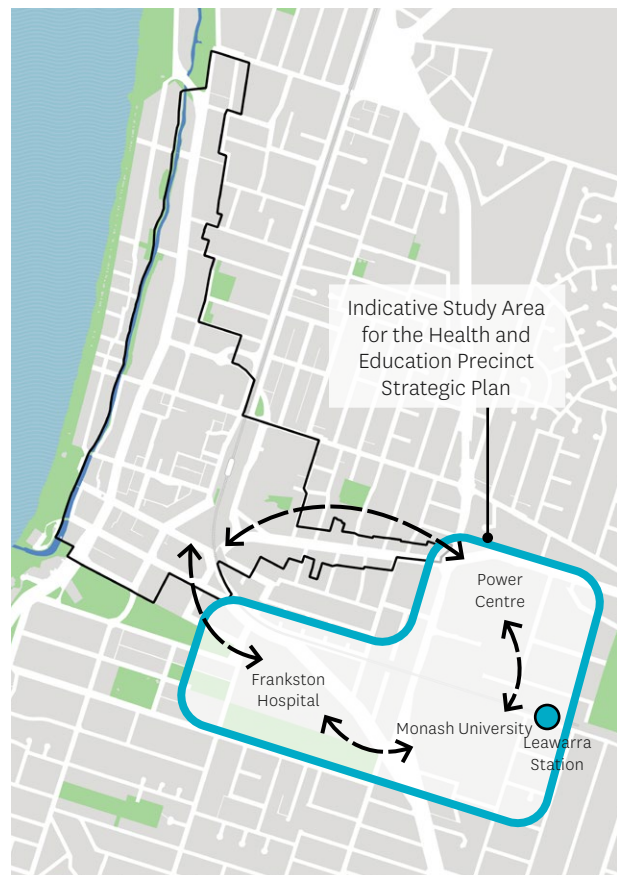 Indicative Study Area
for the Health and
Education Precinct
Strategic Plan
Power
Centre
Frankston
Hospital
Monash University
Leawarra
Station